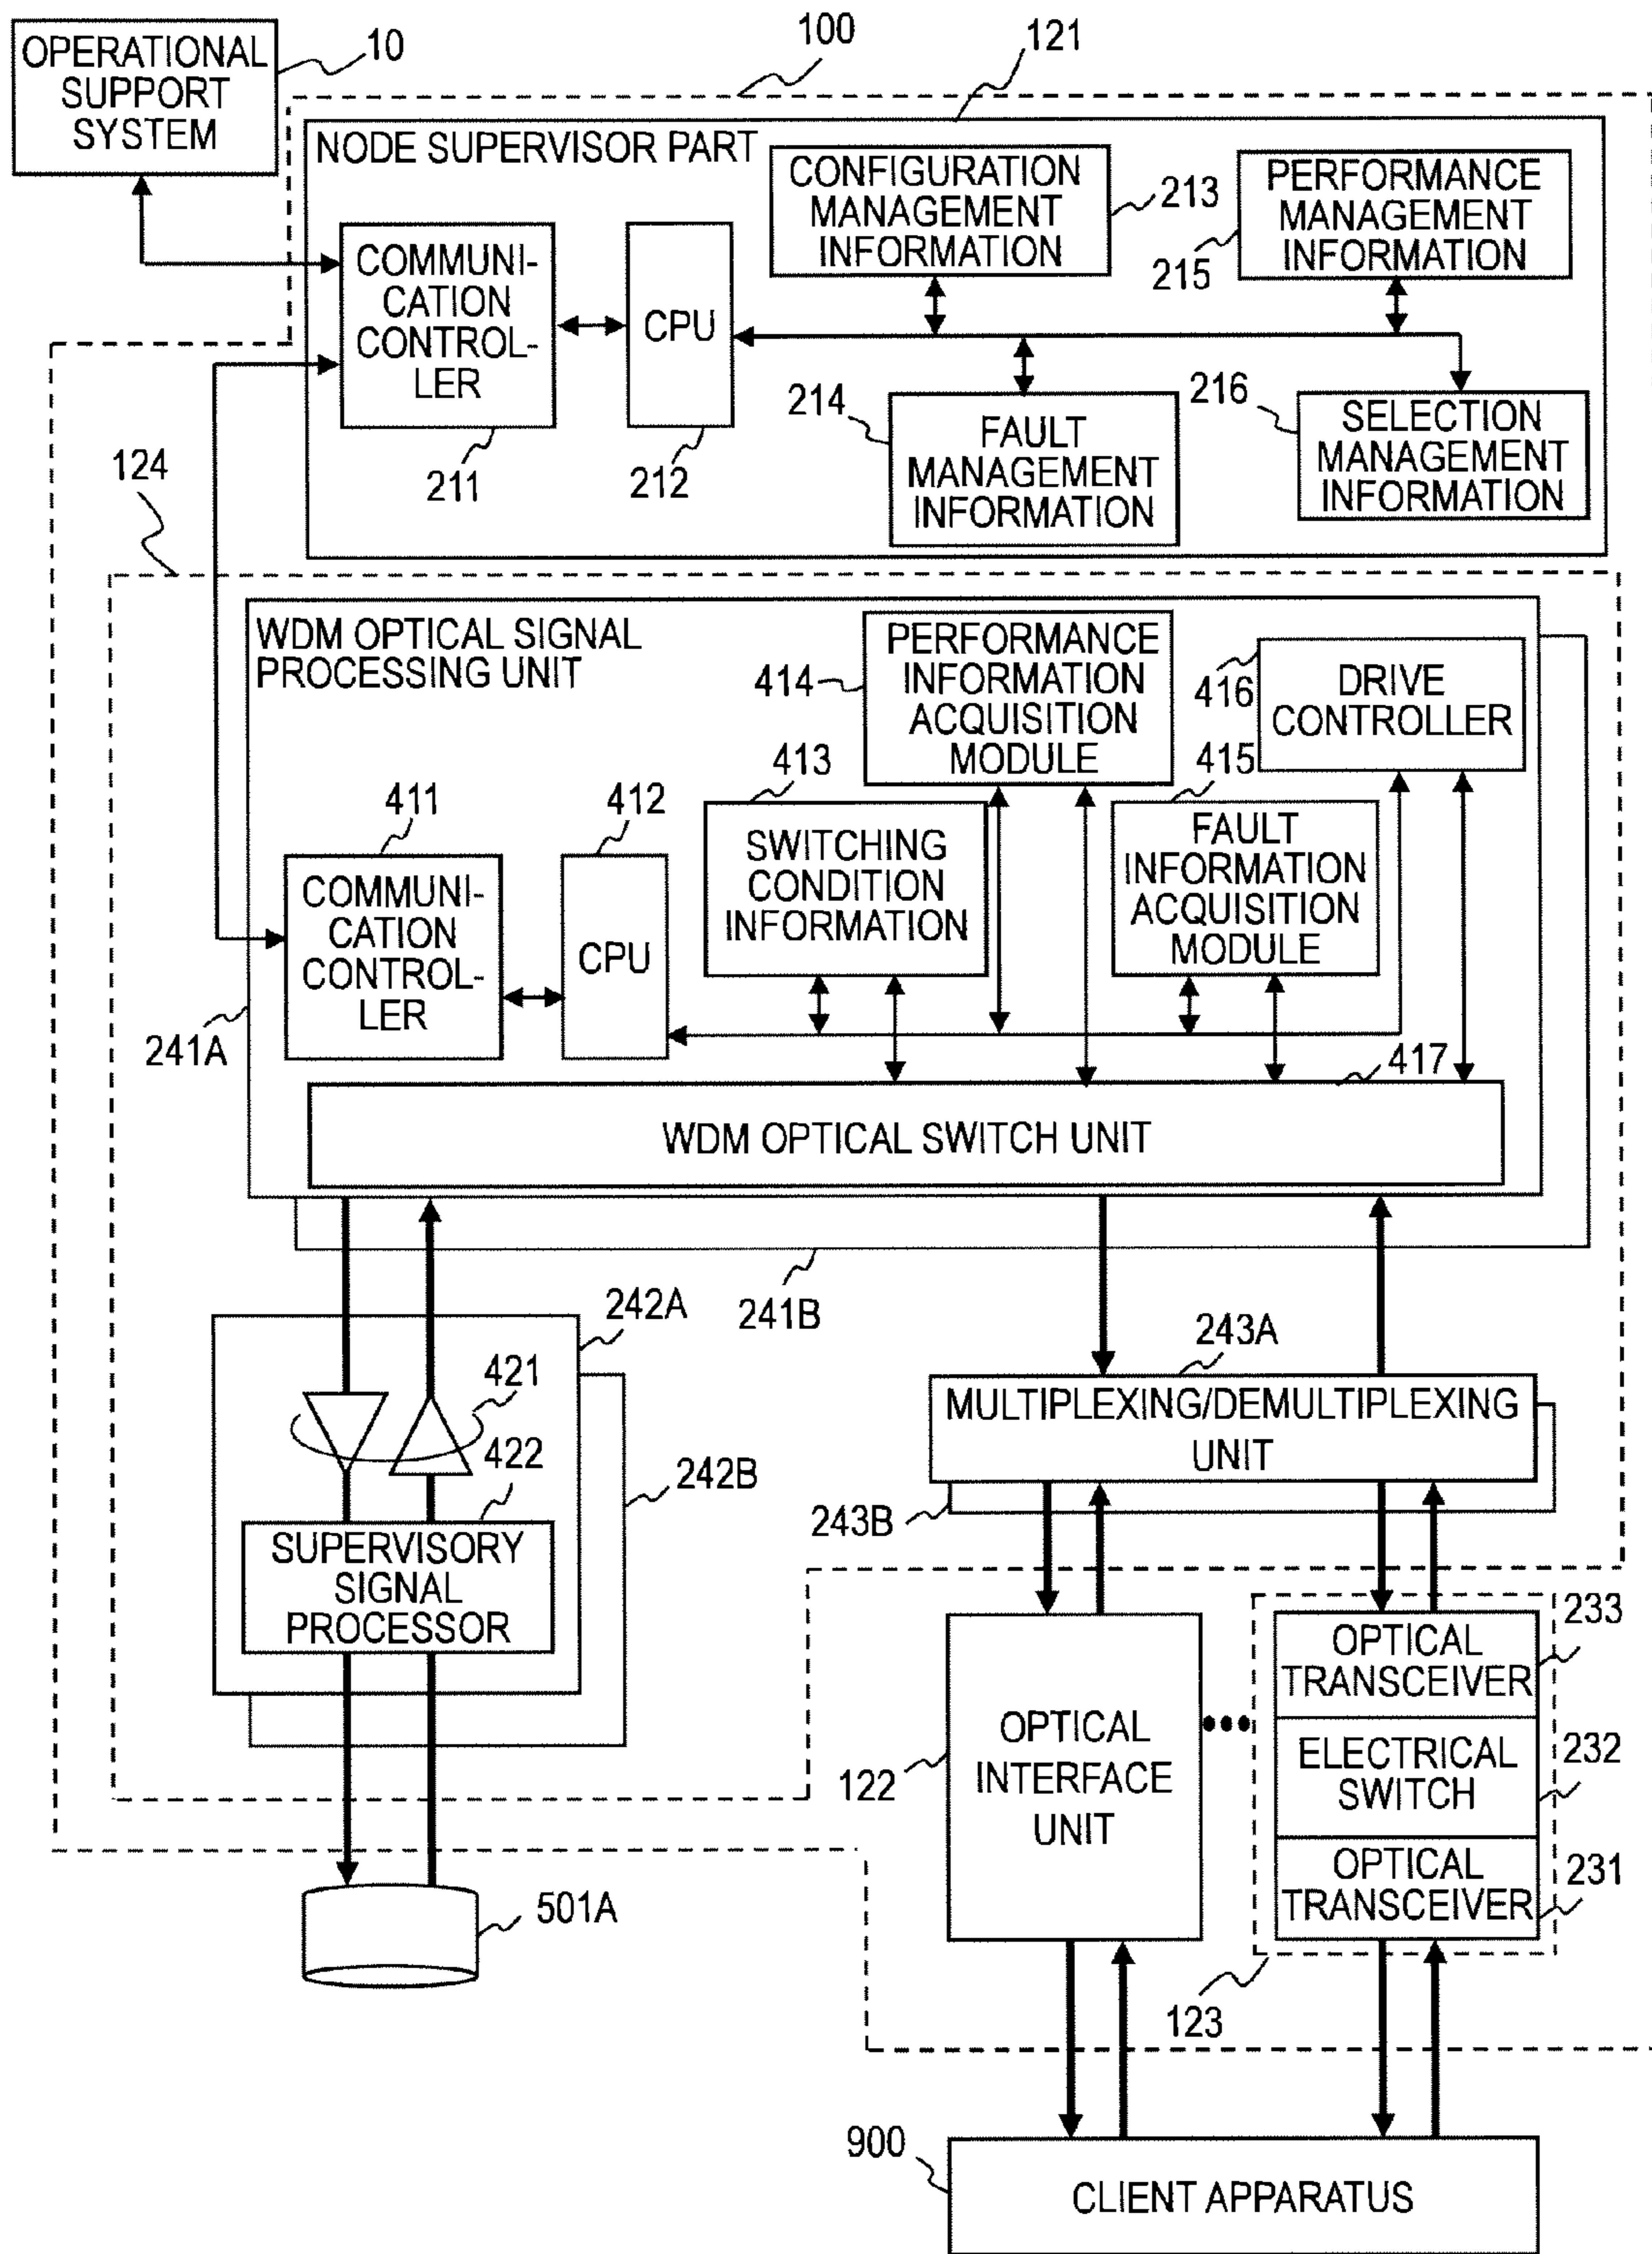 OPERATIONAL
SUPPORT
SYSTEM
10
100
121
NODE SUPERVISOR PART
COMMUNI-
CATION
CONTROL-
LER
211
CPU
212
CONFIGURATION
MANAGEMENT
INFORMATION
213
PERFORMANCE
MANAGEMENT
INFORMATION
215
214
FAULT
MANAGEMENT
INFORMATION
216
SELECTION
MANAGEMENT
INFORMATION
124
WDM OPTICAL SIGNAL
PROCESSING UNIT
414
PERFORMANCE
INFORMATION
ACQUISITION
MODULE
416
DRIVE
CONTROLLER
411
COMMUNI-
CATION
CONTROL-
LER
412
CPU
413
SWITCHING
CONDITION
INFORMATION
415
FAULT
INFORMATION
ACQUISITION
MODULE
241A
417
WDM OPTICAL SWITCH UNIT
241B
242A
421
422
242B
SUPERVISORY
SIGNAL
PROCESSOR
243A
MULTIPLEXING/DEMULTIPLEXING
UNIT
243B
122
OPTICAL
INTERFACE
UNIT
OPTICAL
TRANSCEIVER
233
ELECTRICAL
SWITCH
232
OPTICAL
TRANSCEIVER
231
123
501A
900
CLIENT APPARATUS